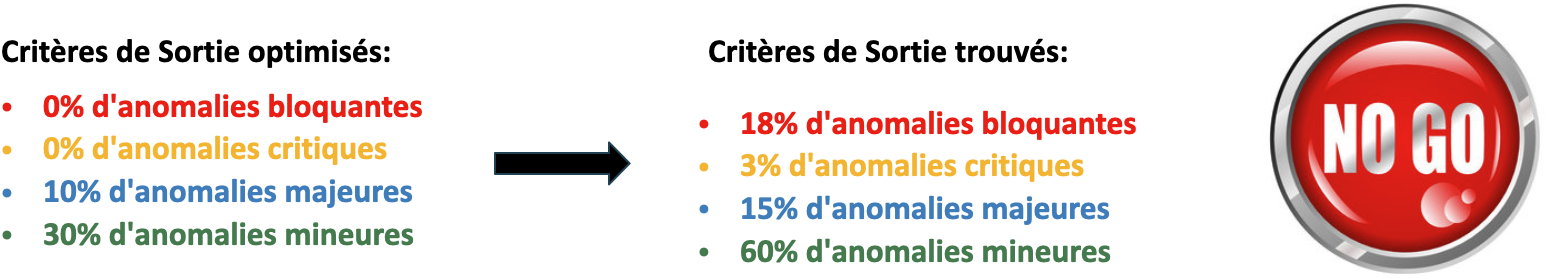 Critères de Sortie optimisés:
• 0% d'anomalies bloquantes
• 0% d'anomalies critiques
• 10% d'anomalies majeures
• 30% d'anomalies mineures
Critères de Sortie trouvés:
• 18% d'anomalies bloquantes
• 3% d'anomalies critiques
• 15% d'anomalies majeures
• 60% d'anomalies mineures
NO GO